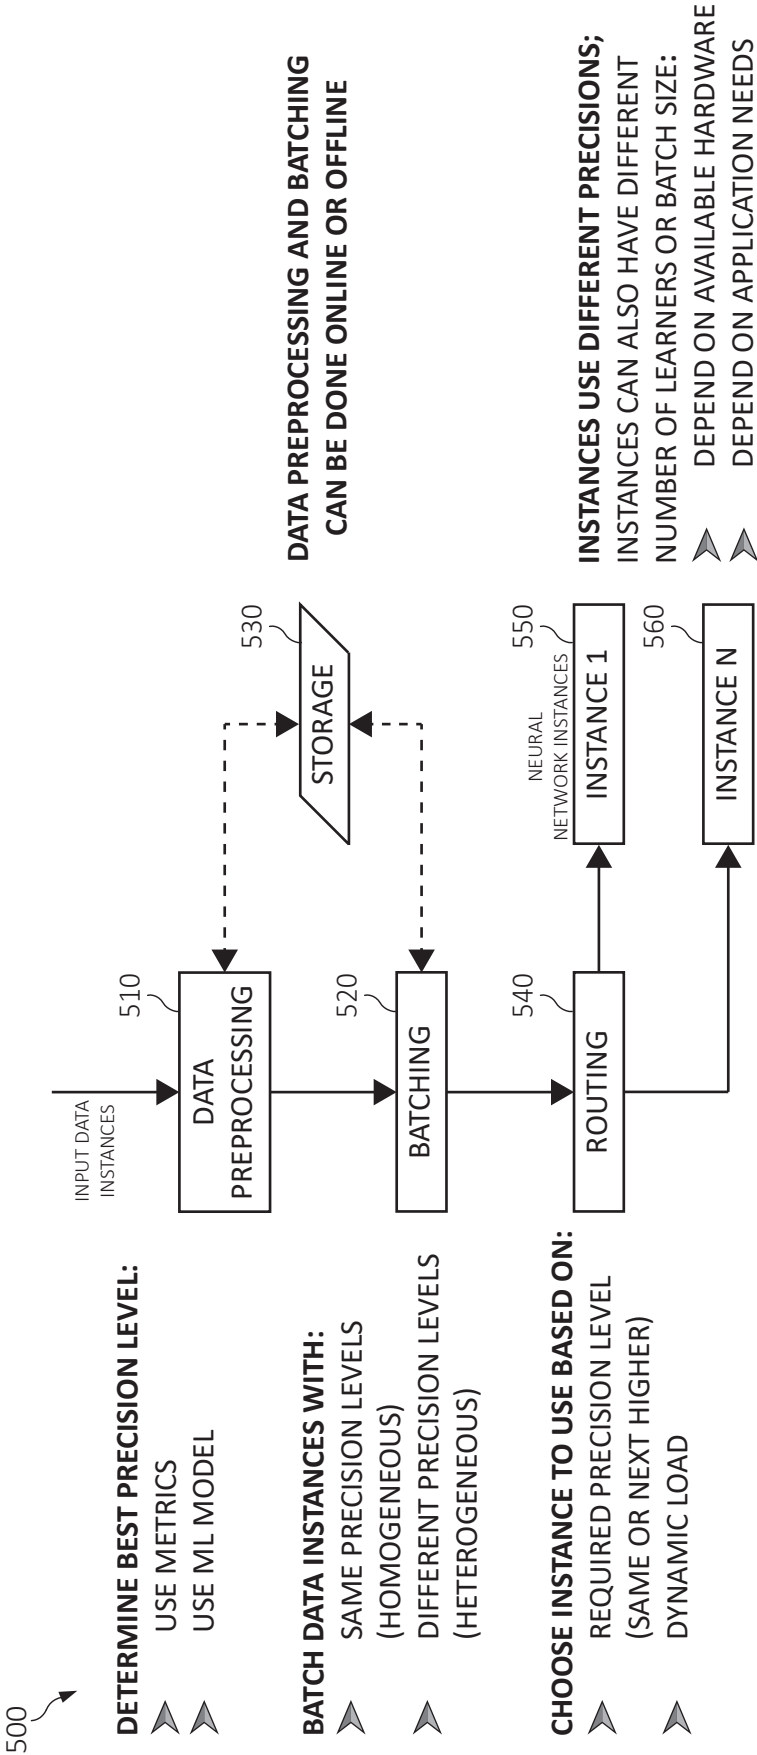 500
DETERMINE BEST PRECISION LEVEL:
USE METRICS
USE ML MODEL
INPUT DATA
INSTANCES
510
DATA
PREPROCESSING
530
STORAGE
DATA PREPROCESSING AND BATCHING
CAN BE DONE ONLINE OR OFFLINE
BATCH DATA INSTANCES WITH:
SAME PRECISION LEVELS
(HOMOGENEOUS)
DIFFERENT PRECISION LEVELS
(HETEROGENEOUS)
520
BATCHING
CHOOSE INSTANCE TO USE BASED ON:
REQUIRED PRECISION LEVEL
(SAME OR NEXT HIGHER)
DYNAMIC LOAD
540
ROUTING
NEURAL
NETWORK INSTANCES
550
INSTANCE 1
560
INSTANCE N
INSTANCES USE DIFFERENT PRECISIONS;
INSTANCES CAN ALSO HAVE DIFFERENT
NUMBER OF LEARNERS OR BATCH SIZE:
DEPEND ON AVAILABLE HARDWARE
DEPEND ON APPLICATION NEEDS